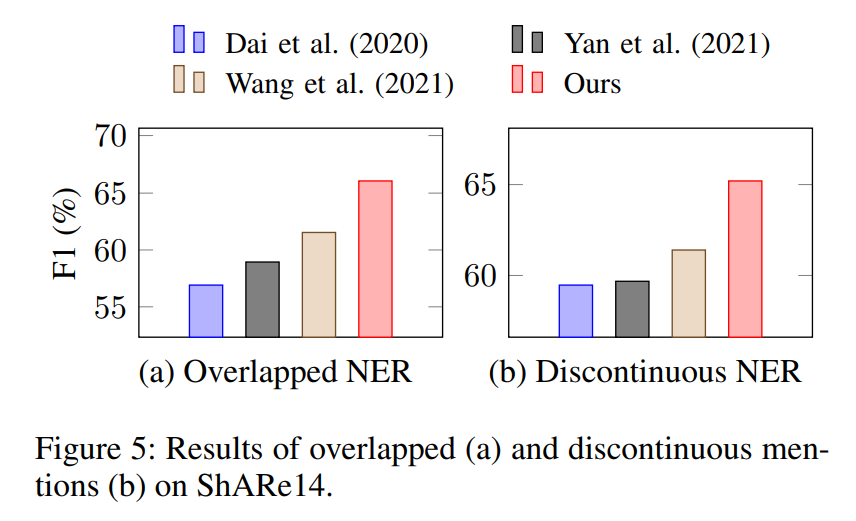 Dai et al. (2020) Yan et al. (2021)
Wang et al. (2021) Ours
70
65
60
55
F1 (%)
(a) Overlapped NER
65
60
(b) Discontinuous NER
Figure 5: Results of overlapped (a) and discontinuous men-
tions (b) on ShARe14.